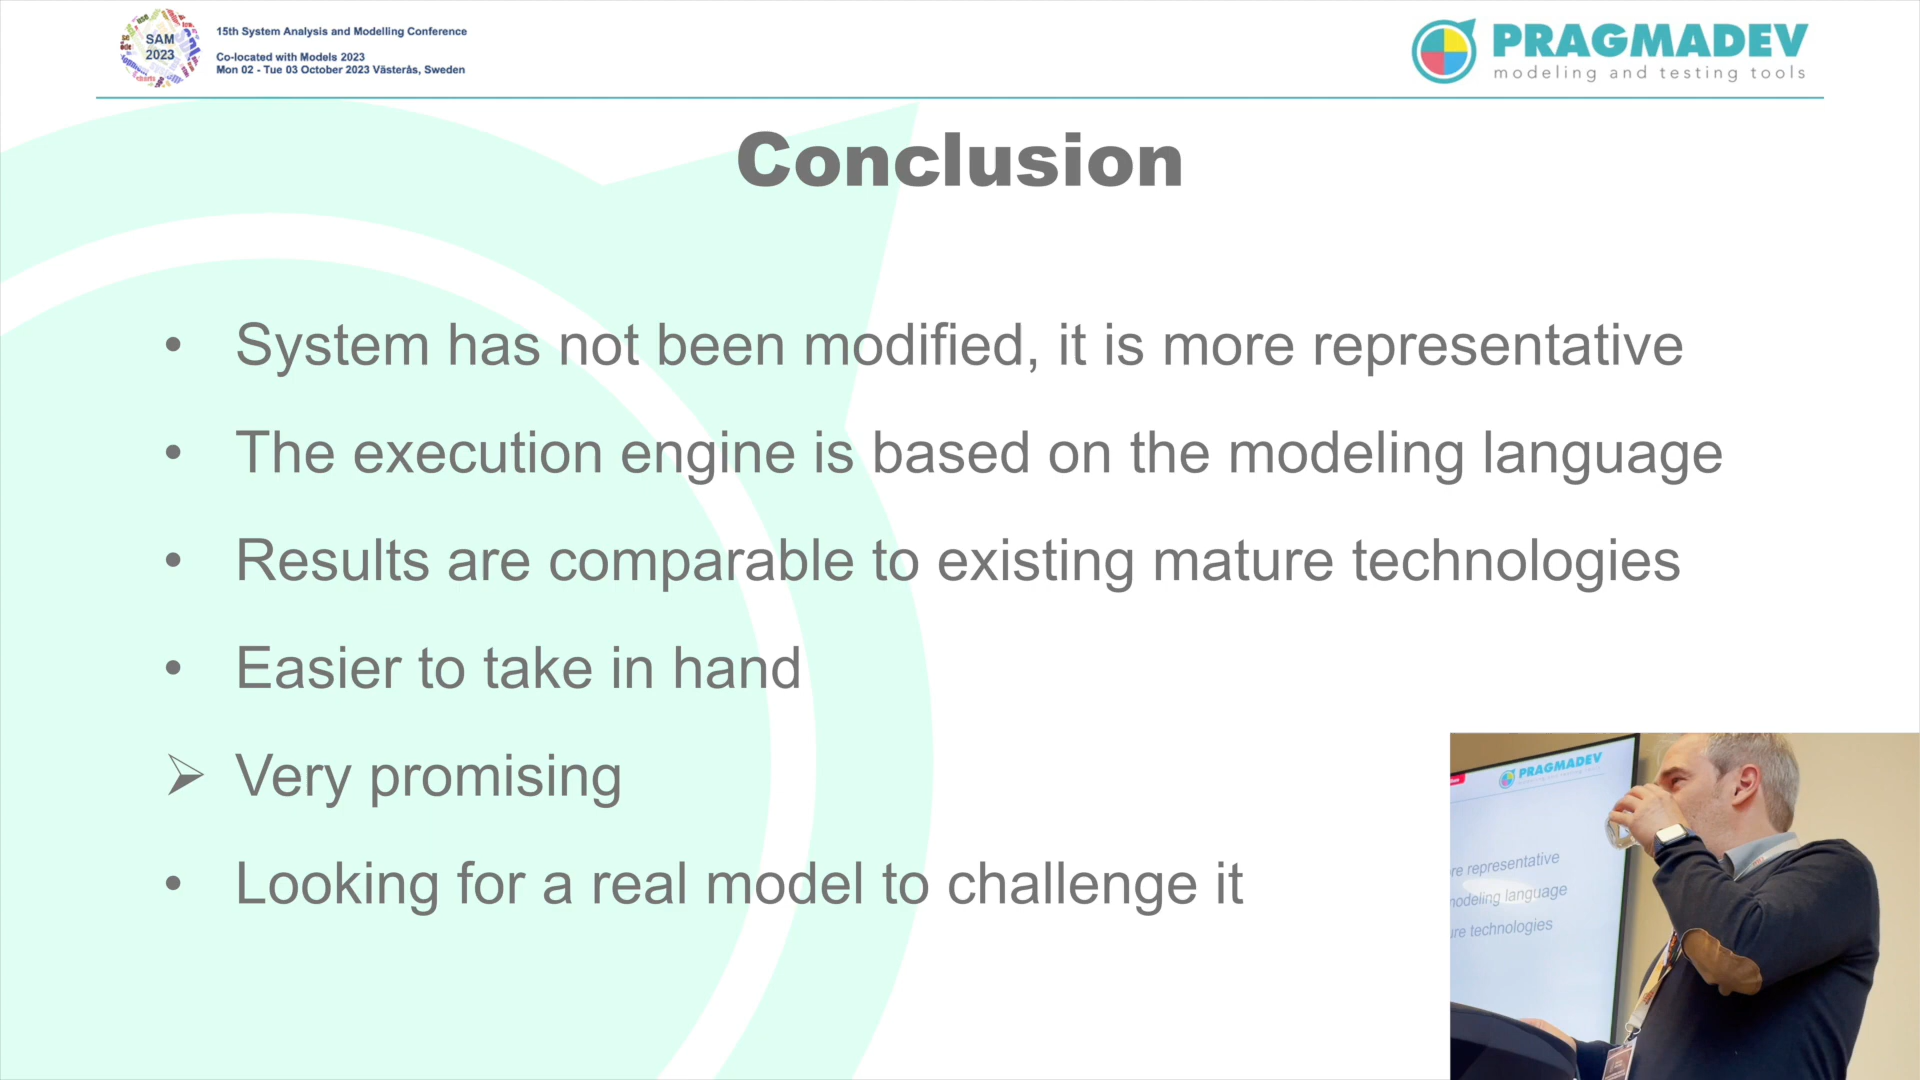 SAM
2023
15th System Analysis and Modelling Conference
Co-located with Models 2023
Mon 02 - Tue 03 October 2023 Västerås, Sweden
PRAGMADEV
modeling and testing tools
Conclusion
• System has not been modified, it is more representative
• The execution engine is based on the modeling language
• Results are comparable to existing mature technologies
• Easier to take in hand
➢ Very promising
• Looking for a real model to challenge it
PRAGMADEV
re representative
modeling language
ure technologies